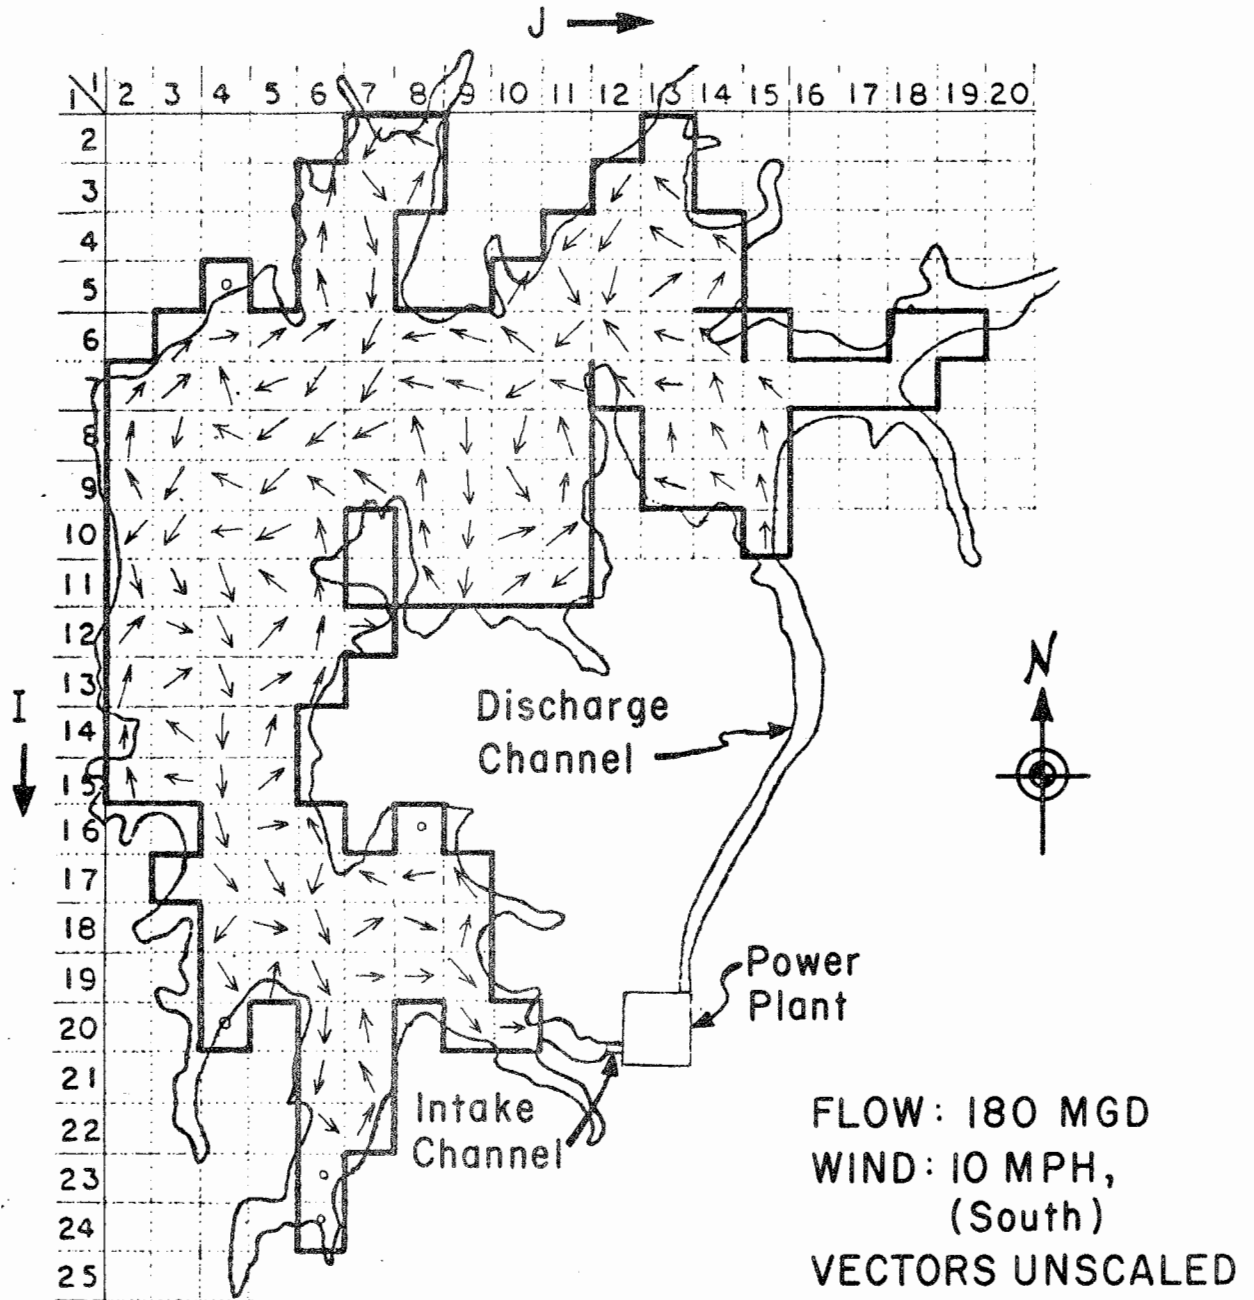 J
1
1 2 3 4 5 6 7 8 9 10 11 12 13 14 15 16 17 18 19 20
2
3
4
5
6
7
8
9
10
11
12
13
14
15
16
17
18
19
20
21
22
23
24
25
I
N
Discharge
Channel
Power
Plant
Intake
Channel
FLOW: 180 MGD
WIND: 10 MPH,
(South)
VECTORS UNSCALED